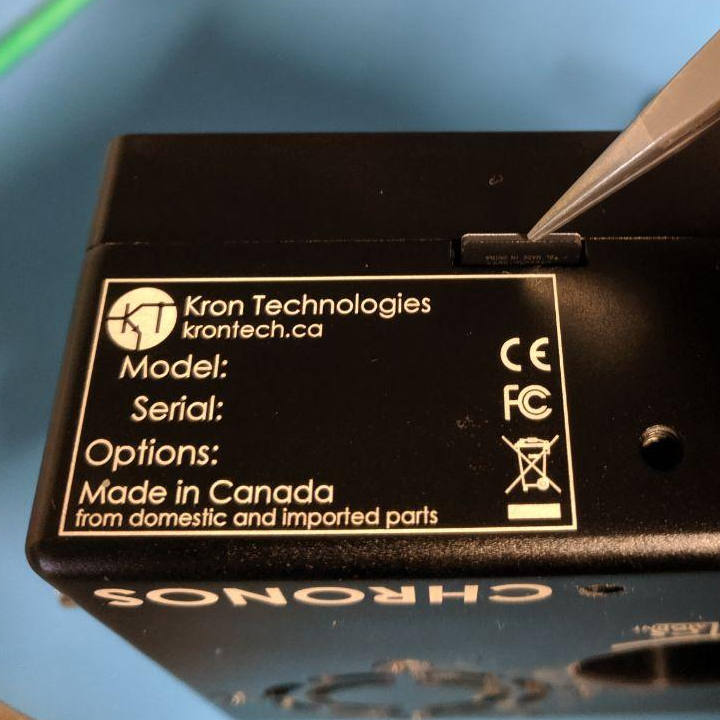 KT
Kron Technologies
krontech.ca
Model:
Serial:
Options:
Made in Canada
from domestic and imported parts
CE
FC
CHRONOS